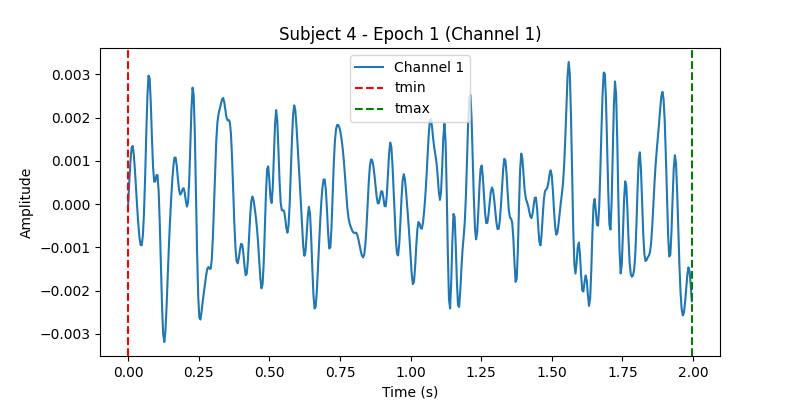 Subject 4 - Epoch 1 (Channel 1)
Channel 1
tmin
tmax
Amplitude
0.003
0.002
0.001
0.000
−0.001
−0.002
−0.003
0.00 0.25 0.50 0.75 1.00 1.25 1.50 1.75 2.00
Time (s)